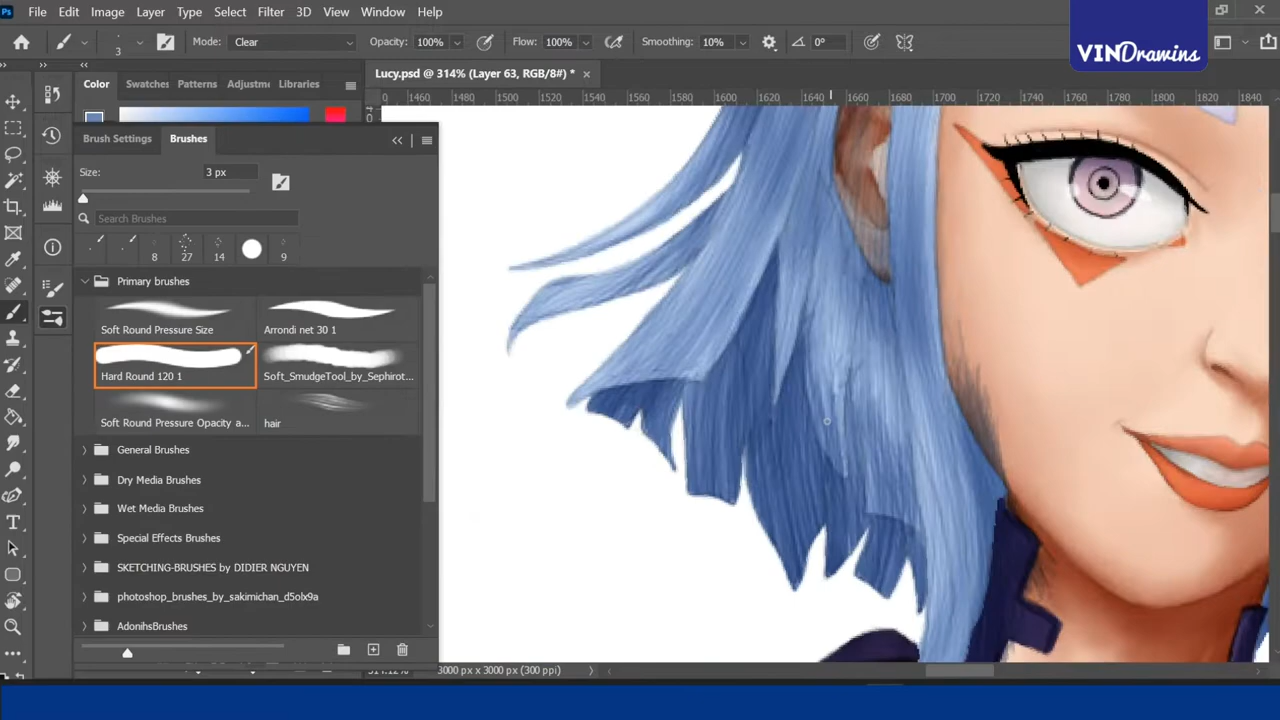 Ps File Edit Image Layer Type Select Filter 3D View Window Help
3 Mode: Clear Opacity: 100% Flow: 100% Smoothing: 10% 0°
VINDrawins
Color Swatches Patterns Adjustm Libraries
Lucy.psd @ 314% (Layer 63, RGB/8#) *
1460 1480 1500 1520 1540 1560 1580 1600 1620 1640 1660 1680 1700 1720 1740 1760 1780 1800 1820 1840
Brush Settings Brushes
Size: 3 px
Search Brushes
8 27 14 9
Primary brushes
Soft Round Pressure Size Arrondi net 30 1
Hard Round 120 1 Soft_SmudgeTool_by_Sephirot...
Soft Round Pressure Opacity a... hair
General Brushes
Dry Media Brushes
Wet Media Brushes
Special Effects Brushes
SKETCHING-BRUSHES by DIDIER NGUYEN
photoshop_brushes_by_sakimichan_d5olx9a
AdonihsBrushes
3000 px x 3000 px (300 ppi)